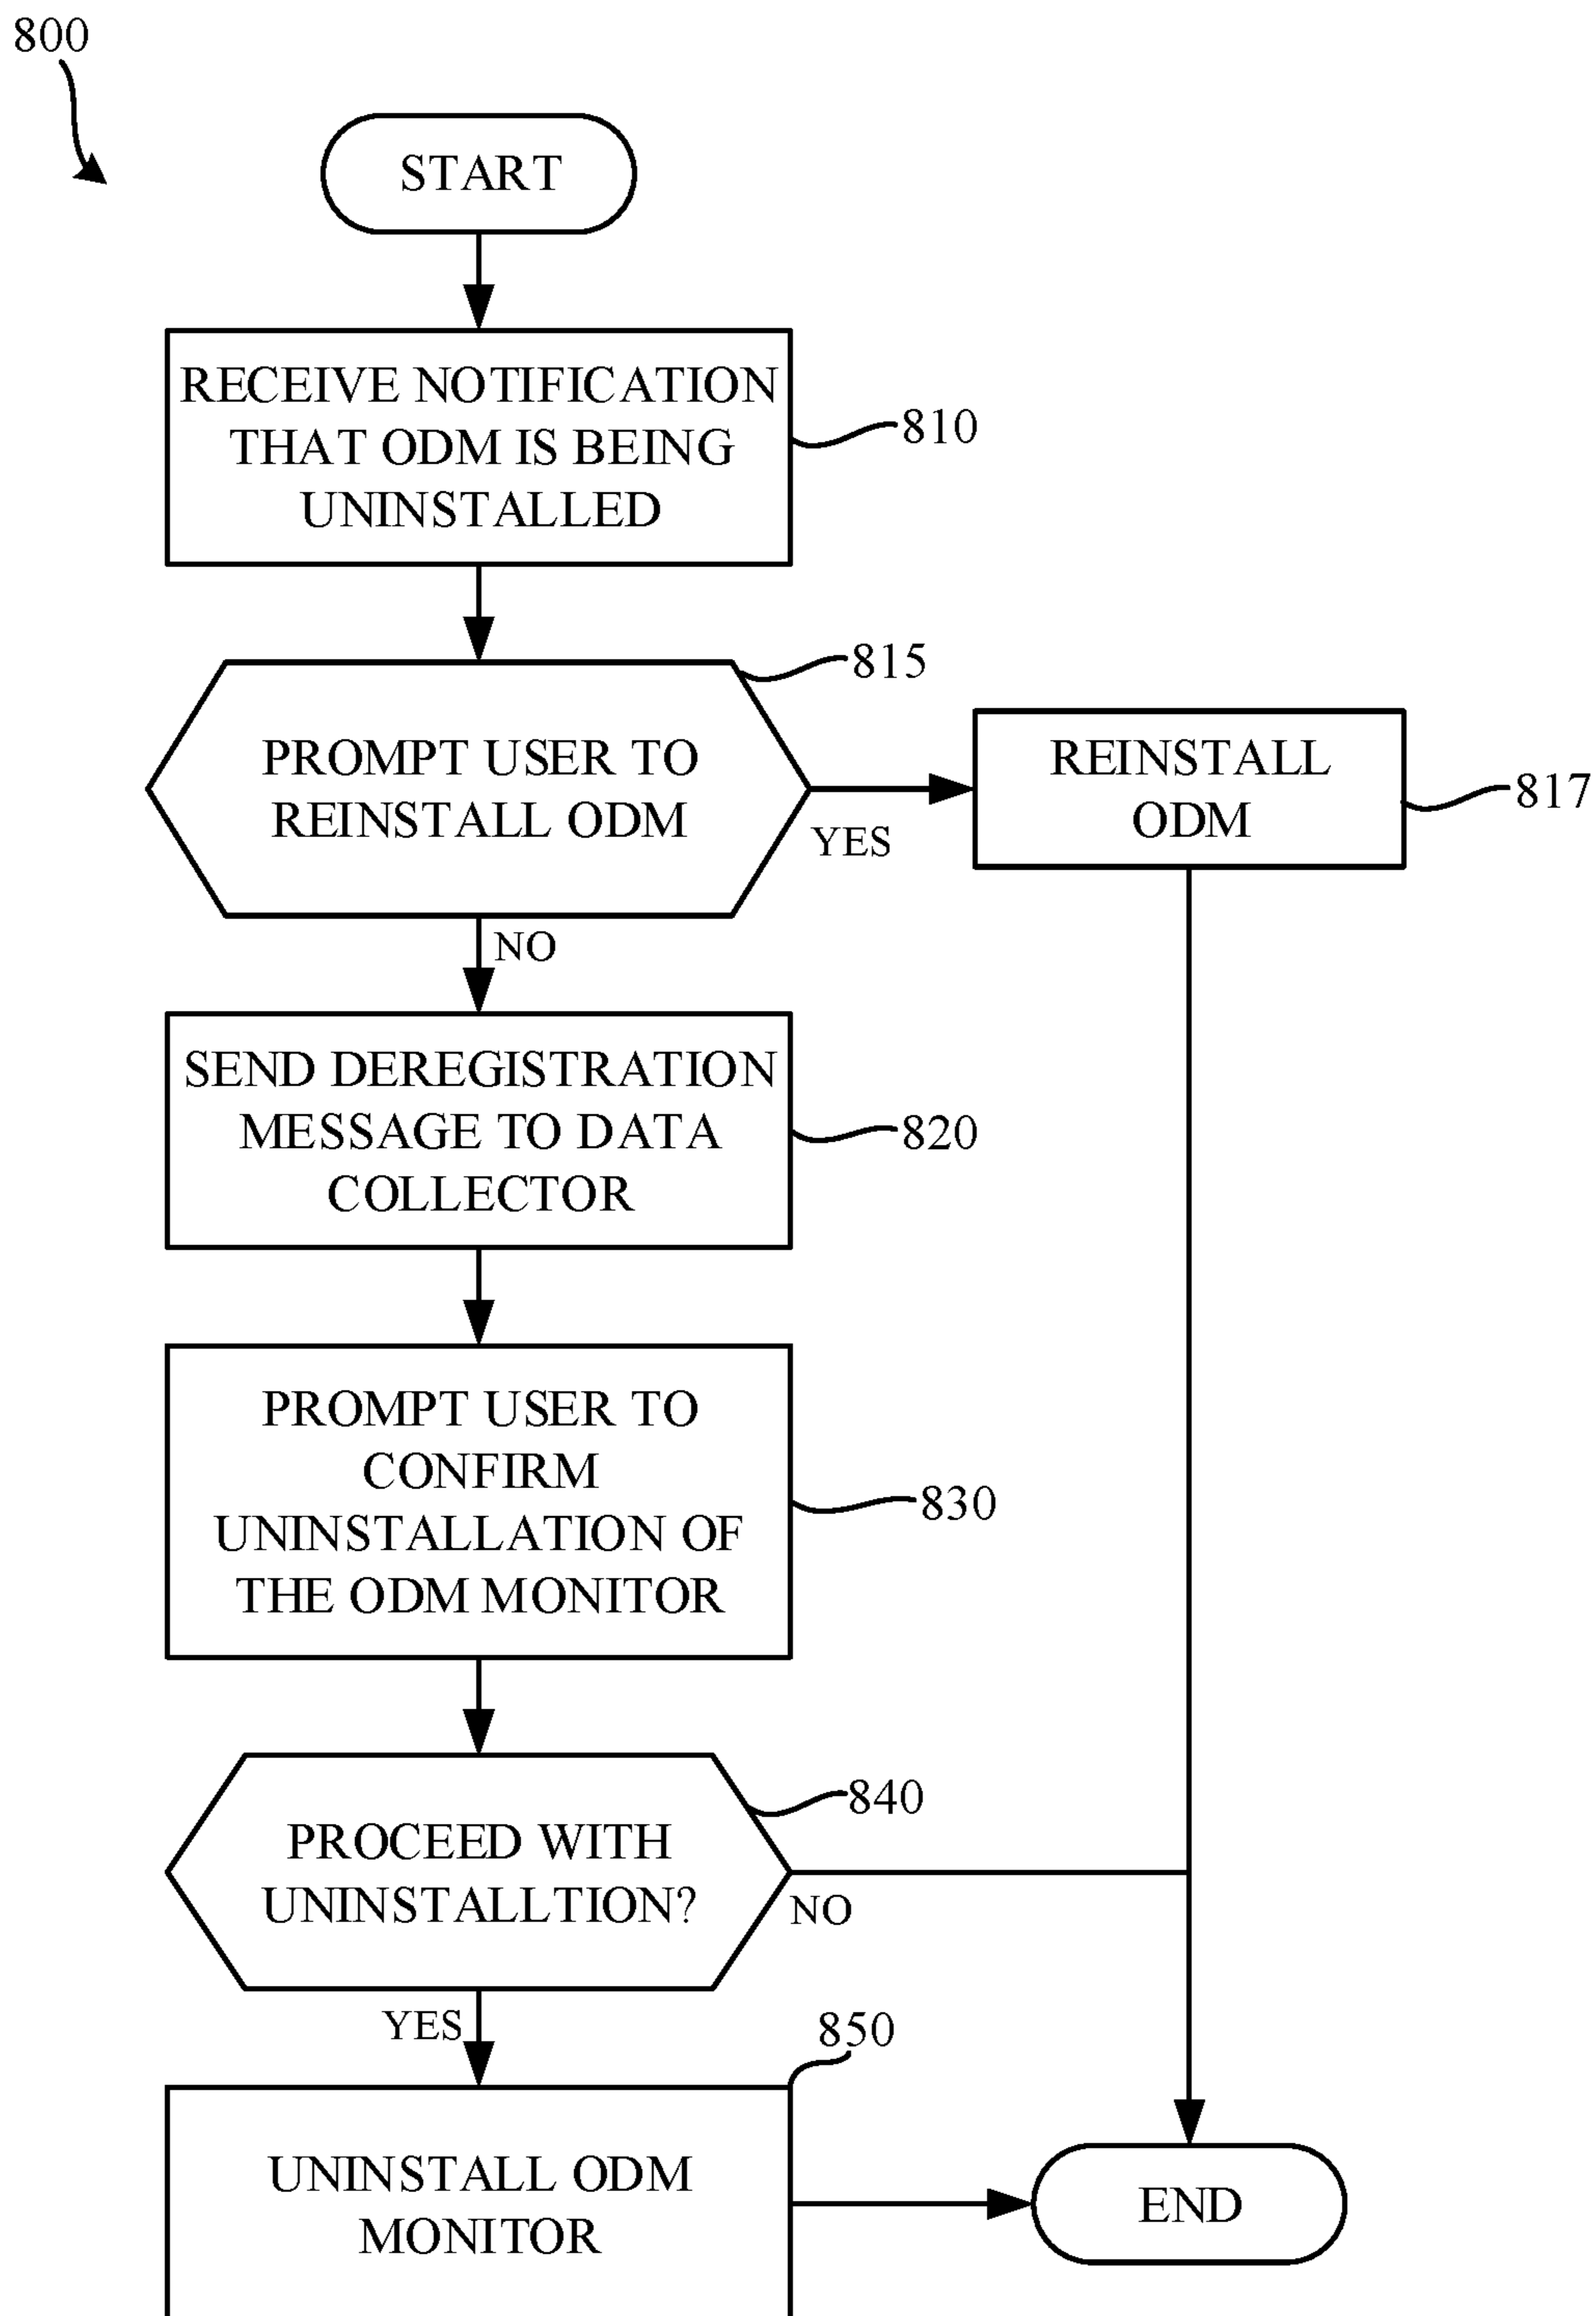 800
START
RECEIVE NOTIFICATION
THAT ODM IS BEING
UNINSTALLED
810
PROMPT USER TO
REINSTALL ODM
815
YES
REINSTALL
ODM
817
NO
SEND DEREGISTRATION
MESSAGE TO DATA
COLLECTOR
820
PROMPT USER TO
CONFIRM
UNINSTALLATION OF
THE ODM MONITOR
830
PROCEED WITH
UNINSTALLTION?
840
NO
YES
850
UNINSTALL ODM
MONITOR
END